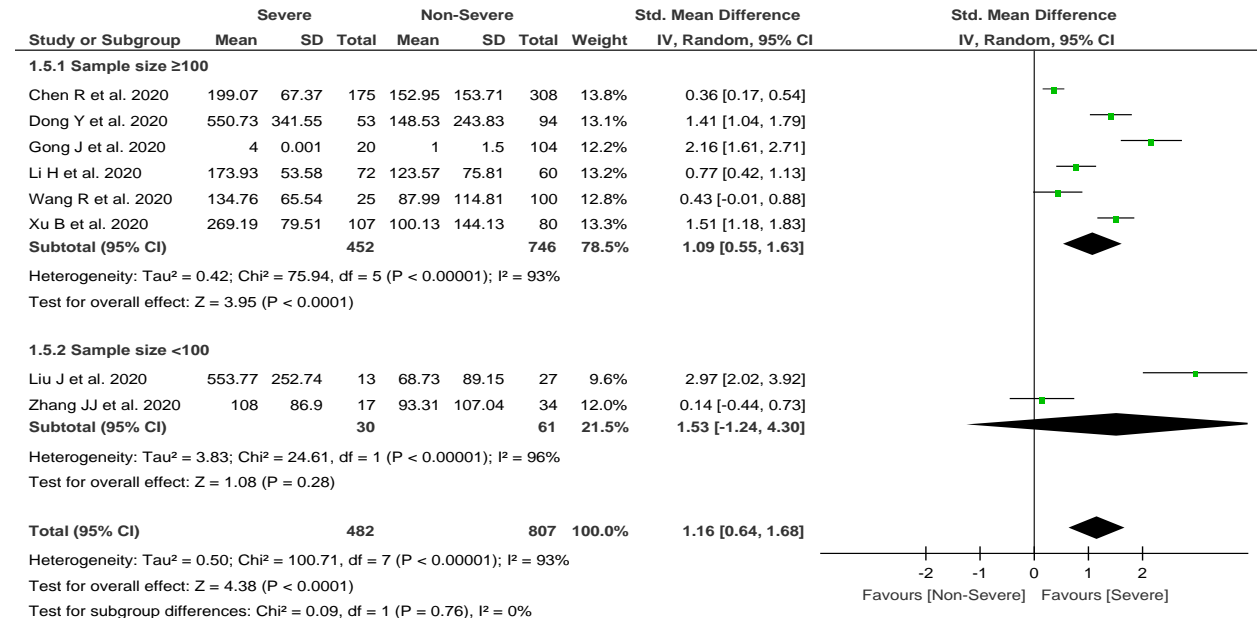 Severe Non-Severe Std. Mean Difference Std. Mean Difference
Study or Subgroup Mean SD Total Mean SD Total Weight IV, Random, 95% CI IV, Random, 95% CI
1.5.1 Sample size ≥100
Chen R et al. 2020 199.07 67.37 175 152.95 153.71 308 13.8% 0.36 [0.17, 0.54]
Dong Y et al. 2020 550.73 341.55 53 148.53 243.83 94 13.1% 1.41 [1.04, 1.79]
Gong J et al. 2020 4 0.001 20 1 1.5 104 12.2% 2.16 [1.61, 2.71]
Li H et al. 2020 173.93 53.58 72 123.57 75.81 60 13.2% 0.77 [0.42, 1.13]
Wang R et al. 2020 134.76 65.54 25 87.99 114.81 100 12.8% 0.43 [-0.01, 0.88]
Xu B et al. 2020 269.19 79.51 107 100.13 144.13 80 13.3% 1.51 [1.18, 1.83]
Subtotal (95% CI) 452 746 78.5% 1.09 [0.55, 1.63]
Heterogeneity: Tau² = 0.42; Chi² = 75.94, df = 5 (P < 0.00001); I² = 93%
Test for overall effect: Z = 3.95 (P < 0.0001)
1.5.2 Sample size <100
Liu J et al. 2020 553.77 252.74 13 68.73 89.15 27 9.6% 2.97 [2.02, 3.92]
Zhang JJ et al. 2020 108 86.9 17 93.31 107.04 34 12.0% 0.14 [-0.44, 0.73]
Subtotal (95% CI) 30 61 21.5% 1.53 [-1.24, 4.30]
Heterogeneity: Tau² = 3.83; Chi² = 24.61, df = 1 (P < 0.00001); I² = 96%
Test for overall effect: Z = 1.08 (P = 0.28)
Total (95% CI) 482 807 100.0% 1.16 [0.64, 1.68]
Heterogeneity: Tau² = 0.50; Chi² = 100.71, df = 7 (P < 0.00001); I² = 93%
Test for overall effect: Z = 4.38 (P < 0.0001)
Test for subgroup differences: Chi² = 0.09, df = 1 (P = 0.76), I² = 0%
-2 -1 0 1 2
Favours [Non-Severe] Favours [Severe]